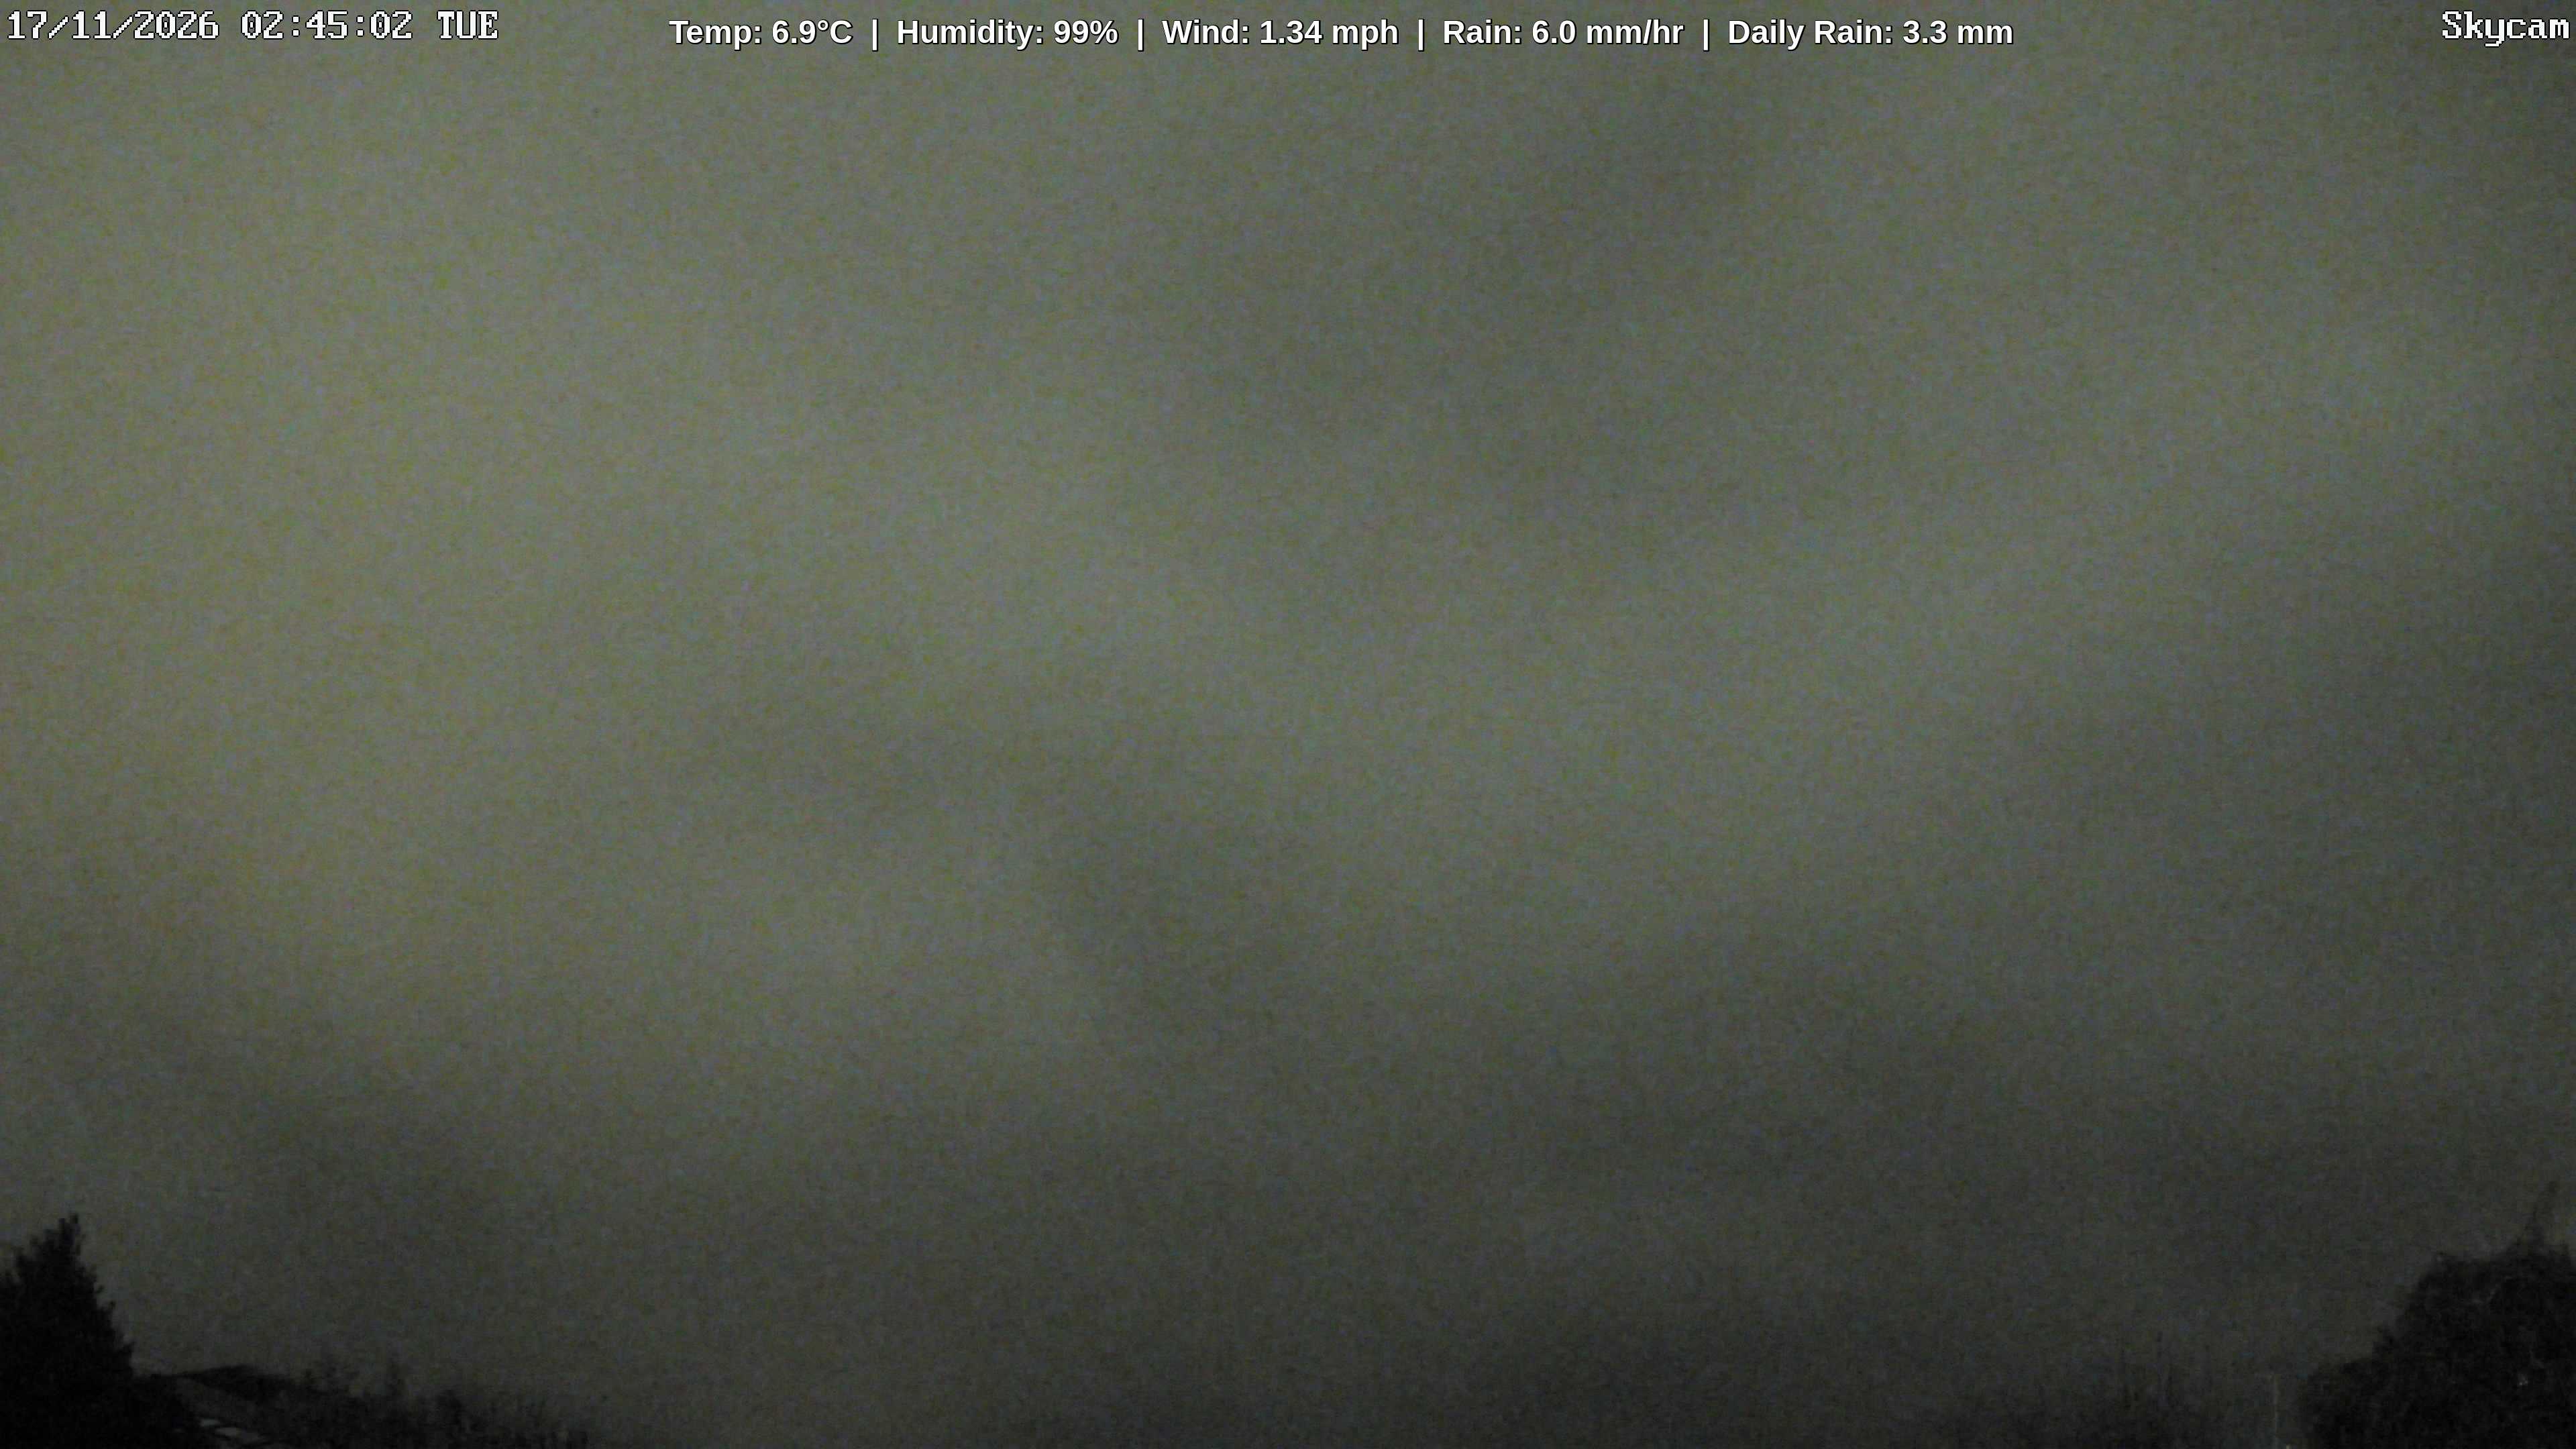 17/11/2026 02:45:02 TUE
Temp: 6.9°C | Humidity: 99% | Wind: 1.34 mph | Rain: 6.0 mm/hr | Daily Rain: 3.3 mm
Skycam